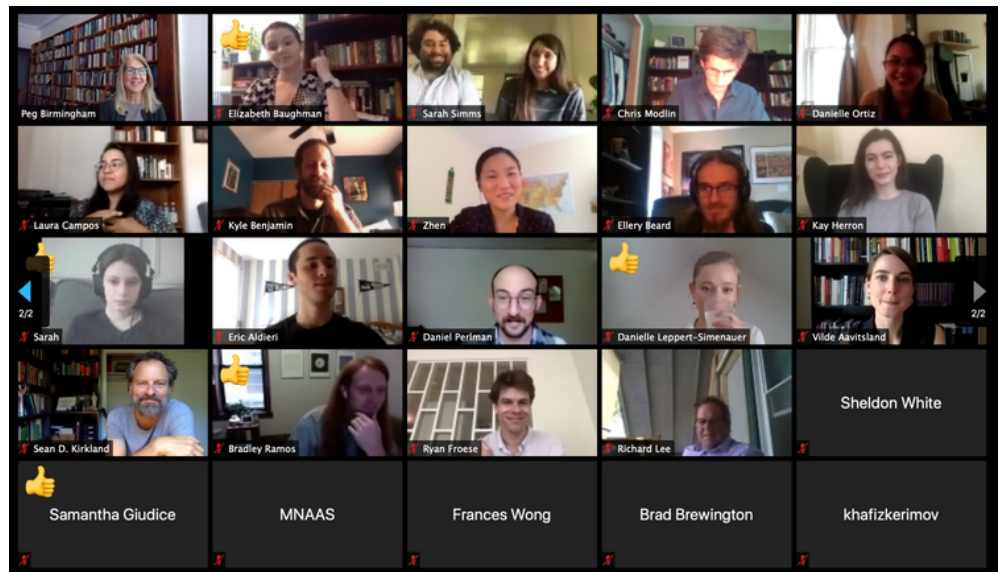 Peg Birmingham
Elizabeth Baughman
Sarah Simms
Chris Modlin
Danielle Ortiz
Laura Campos
Kyle Benjamin
Zhen
Ellery Beard
Kay Herron
2/2
Sarah
Eric Aldieri
Daniel Perlman
Danielle Leppert-Simenauer
2/2
Vilde Aavitsland
Sean D. Kirkland
Bradley Ramos
Ryan Froese
Richard Lee
Sheldon White
Samantha Giudice
MNAAS
Frances Wong
Brad Brewington
khafizkerimov